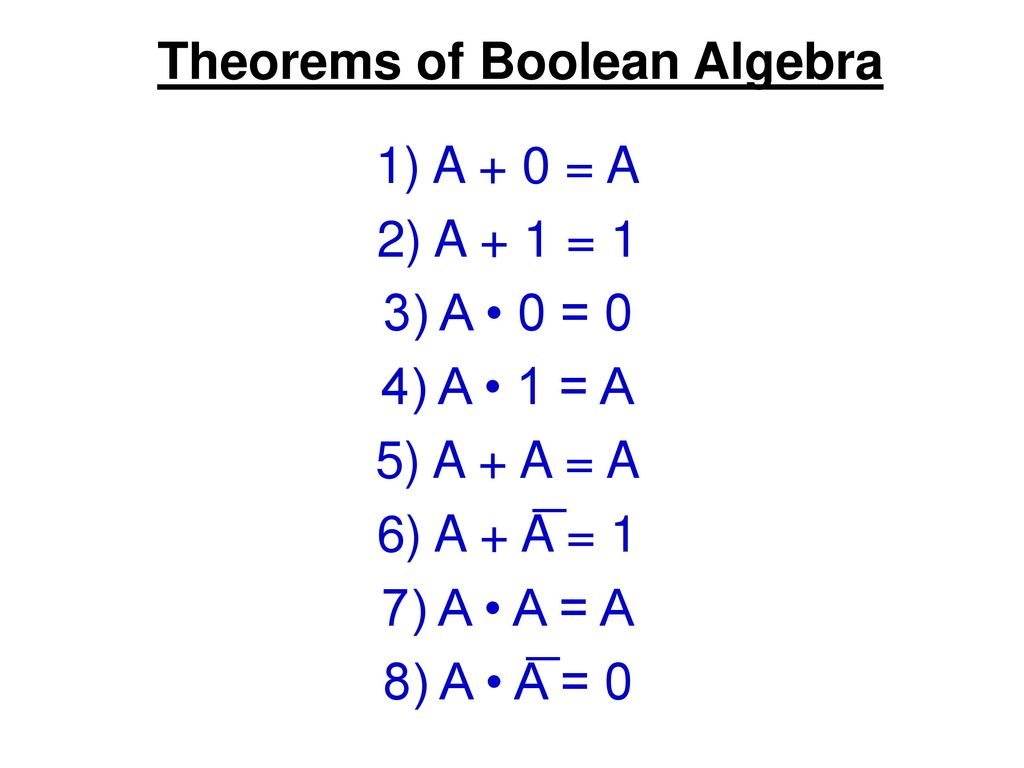 Theorems of Boolean Algebra
1) A + 0 = A
2) A + 1 = 1
3) A • 0 = 0
4) A • 1 = A
5) A + A = A
6) A + A̅ = 1
7) A • A = A
8) A • A̅ = 0